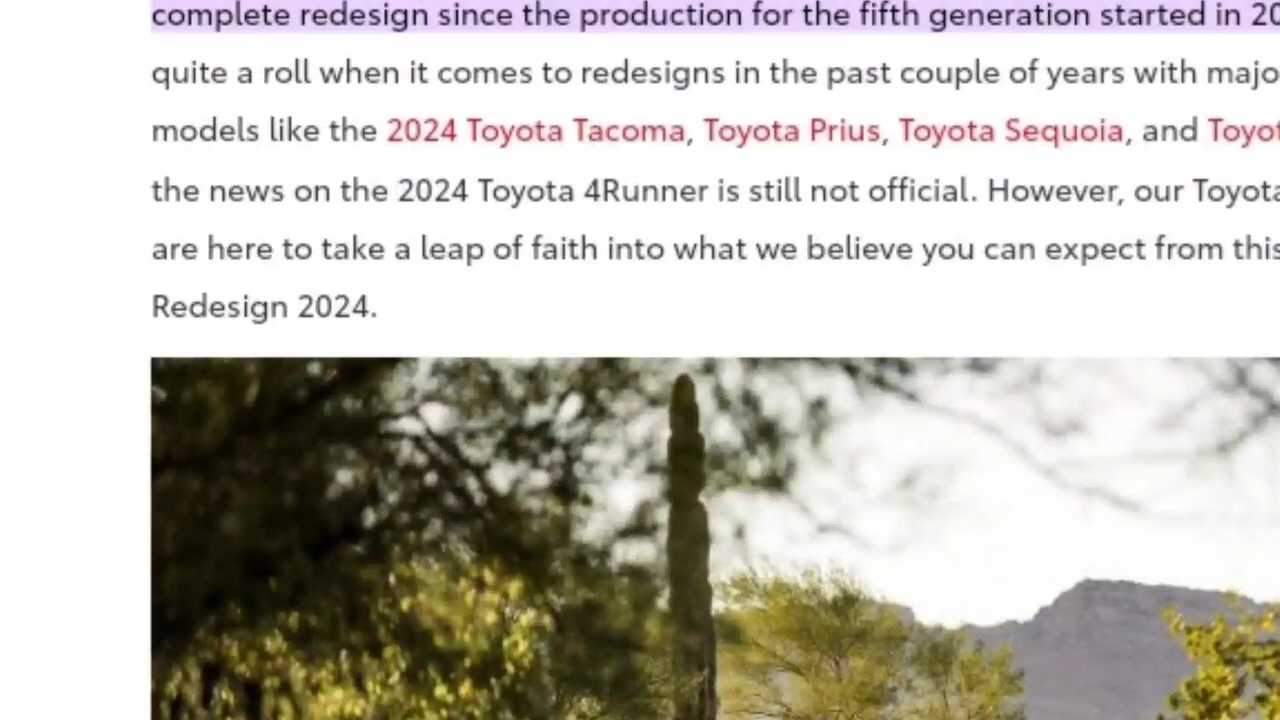 complete redesign since the production for the fifth generation started in 20
quite a roll when it comes to redesigns in the past couple of years with majo
models like the 2024 Toyota Tacoma, Toyota Prius, Toyota Sequoia, and Toyot
the news on the 2024 Toyota 4Runner is still not official. However, our Toyota
are here to take a leap of faith into what we believe you can expect from this
Redesign 2024.